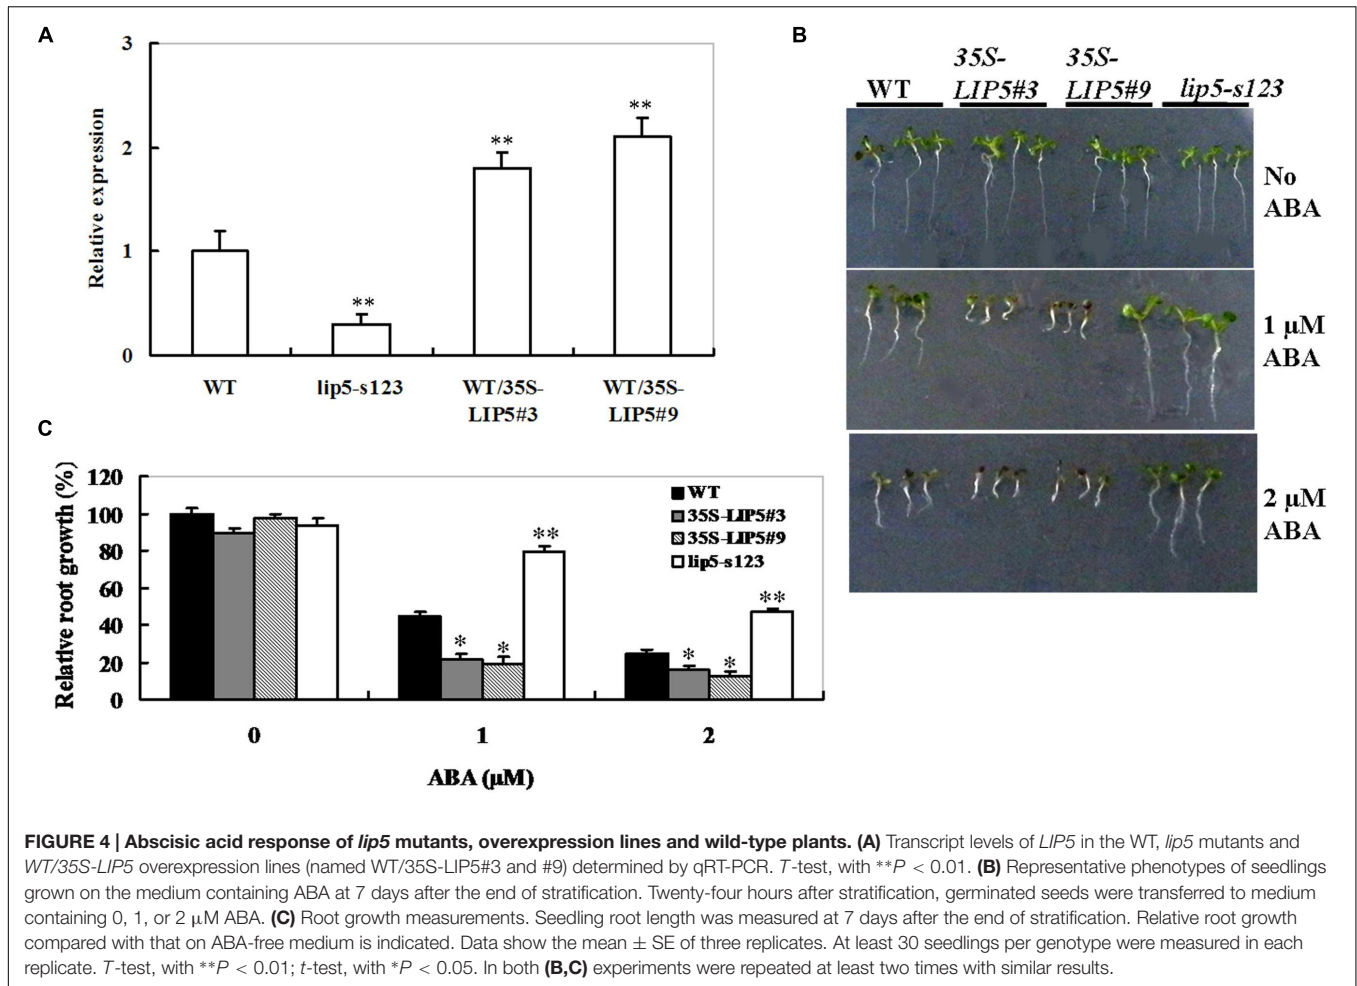 A
3
2
1
0
Relative expression
**
**
**
WT
lip5-s123
WT/35S-
LIP5#3
WT/35S-
LIP5#9
B
WT
35S-
LIP5#3
35S-
LIP5#9
lip5-s123
No
ABA
1 μM
ABA
2 μM
ABA
C
120
100
80
60
40
20
0
Relative root growth (%)
WT
35S-LIP5#3
35S-LIP5#9
lip5-s123
*
*
**
*
*
**
0
1
2
ABA (μM)
FIGURE 4 | Abscisic acid response of lip5 mutants, overexpression lines and wild-type plants. (A) Transcript levels of LIP5 in the WT, lip5 mutants and
WT/35S-LIP5 overexpression lines (named WT/35S-LIP5#3 and #9) determined by qRT-PCR. T-test, with **P < 0.01. (B) Representative phenotypes of seedlings
grown on the medium containing ABA at 7 days after the end of stratification. Twenty-four hours after stratification, germinated seeds were transferred to medium
containing 0, 1, or 2 μM ABA. (C) Root growth measurements. Seedling root length was measured at 7 days after the end of stratification. Relative root growth
compared with that on ABA-free medium is indicated. Data show the mean ± SE of three replicates. At least 30 seedlings per genotype were measured in each
replicate. T-test, with **P < 0.01; t-test, with *P < 0.05. In both (B,C) experiments were repeated at least two times with similar results.